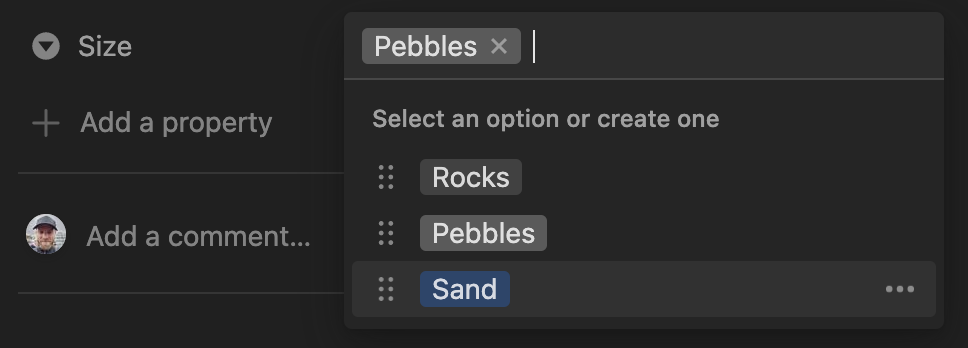 Size
Pebbles
Add a property
Select an option or create one
Rocks
Pebbles
Add a comment...
Sand